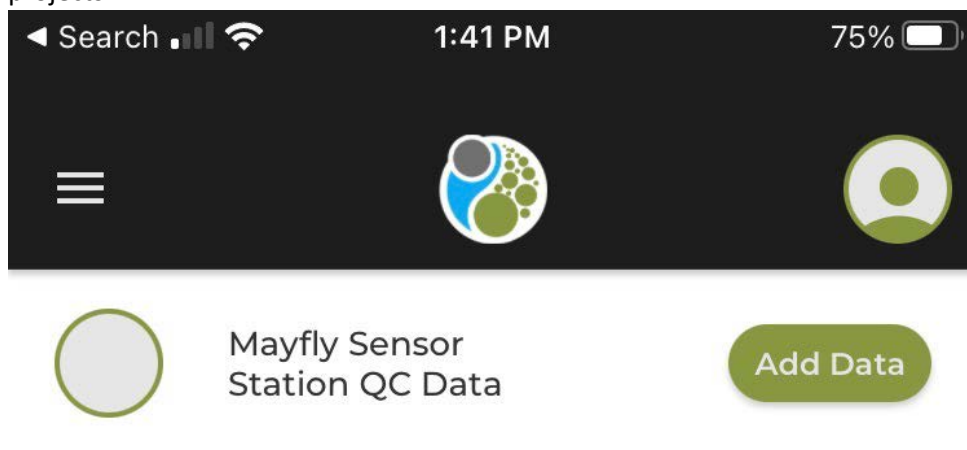 ◄ Search 1:41 PM 75%
Mayfly Sensor
Station QC Data
Add Data